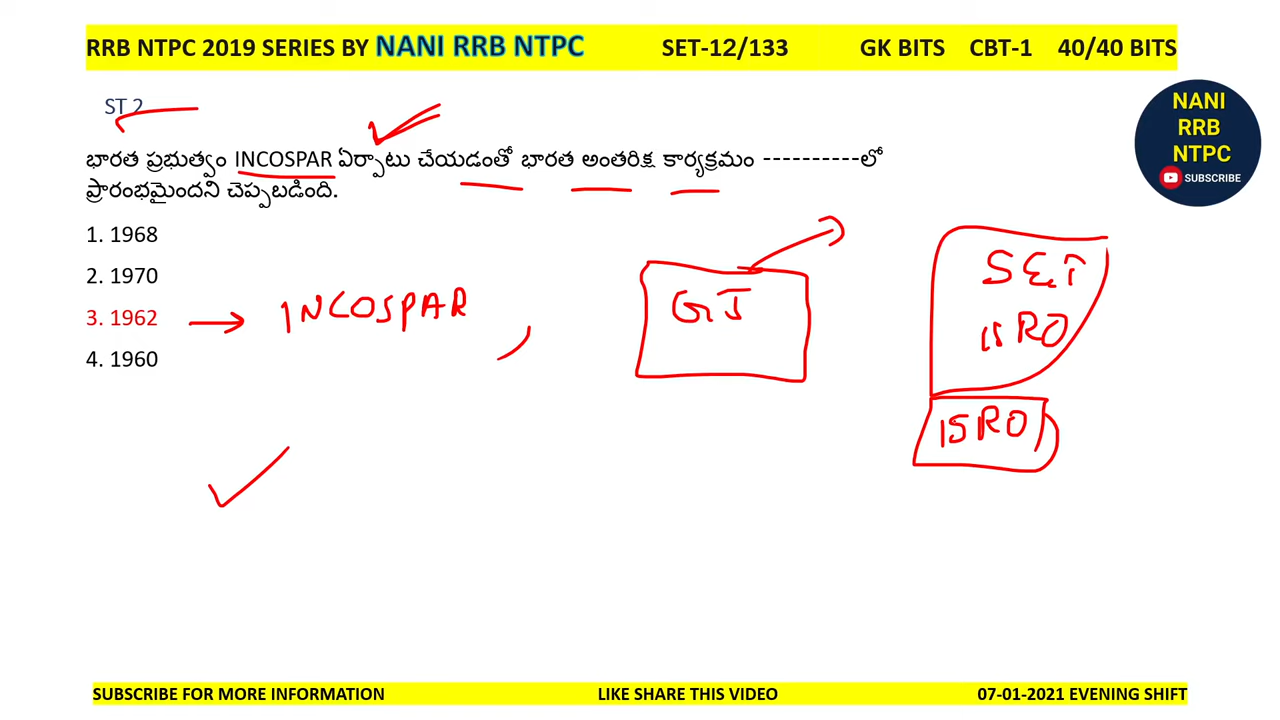 RRB NTPC 2019 SERIES BY NANI RRB NTPC SET-12/133 GK BITS CBT-1 40/40 BITS
ST 2
NANI
RRB
NTPC
SUBSCRIBE
భారత ప్రభుత్వం INCOSPAR ఏర్పాటు చేయడంతో భారత అంతరిక్ష కార్యక్రమం ----------లో
ప్రారంభమైందని చెప్పబడింది.
1. 1968
2. 1970
3. 1962
4. 1960
INCOSPAR
SET
ISRO
ISRO
SUBSCRIBE FOR MORE INFORMATION LIKE SHARE THIS VIDEO 07-01-2021 EVENING SHIFT